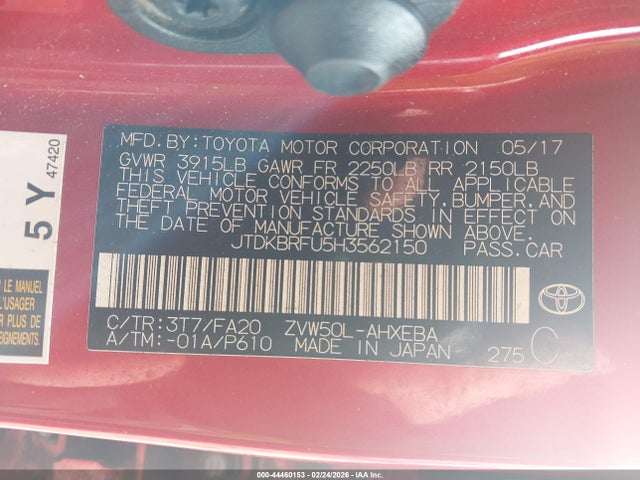 MFD.BY:TOYOTA MOTOR CORPORATION 05/17
GVWR 3915LB GAWR FR 2250LB RR 2150LB
THIS VEHICLE CONFORMS TO ALL APPLICABLE
FEDERAL MOTOR VEHICLE SAFETY,BUMPER,AND
THEFT PREVENTION STANDARDS IN EFFECT ON
THE DATE OF MANUFACTURE SHOWN ABOVE.
JTDKBRFU5H3562150 PASS.CAR
C/TR:3T7/FA20 ZVW50L-AHXEBA
A/TM:-01A/P610 MADE IN JAPAN 275 C
5 Y 47420
LE MANUEL
L'USAGER
PLUS DE
SEIGNEMENTS.
000-44460153 - 02/24/2026 - IAA Inc.